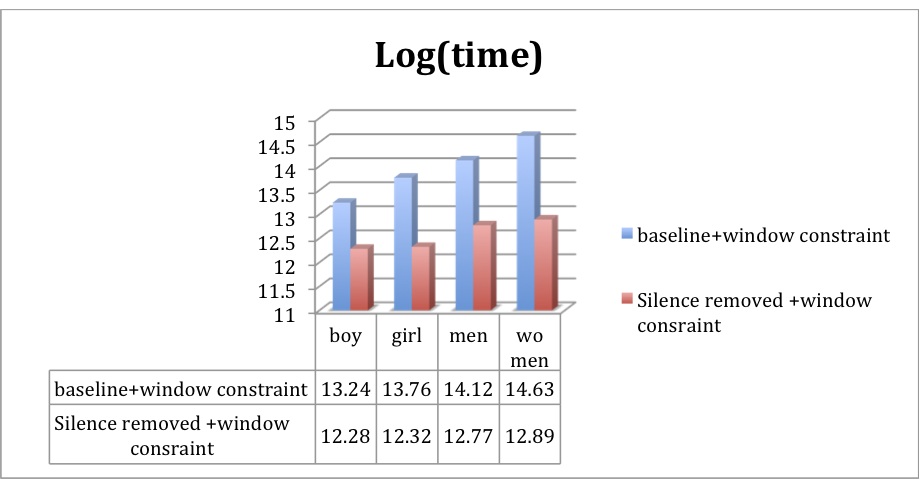 Log(time)
15
14.5
14
13.5
13
12.5
12
11.5
11
boy girl men wo
men
baseline+window constraint 13.24 13.76 14.12 14.63
Silence removed +window
consraint 12.28 12.32 12.77 12.89
baseline+window constraint
Silence removed +window
consraint